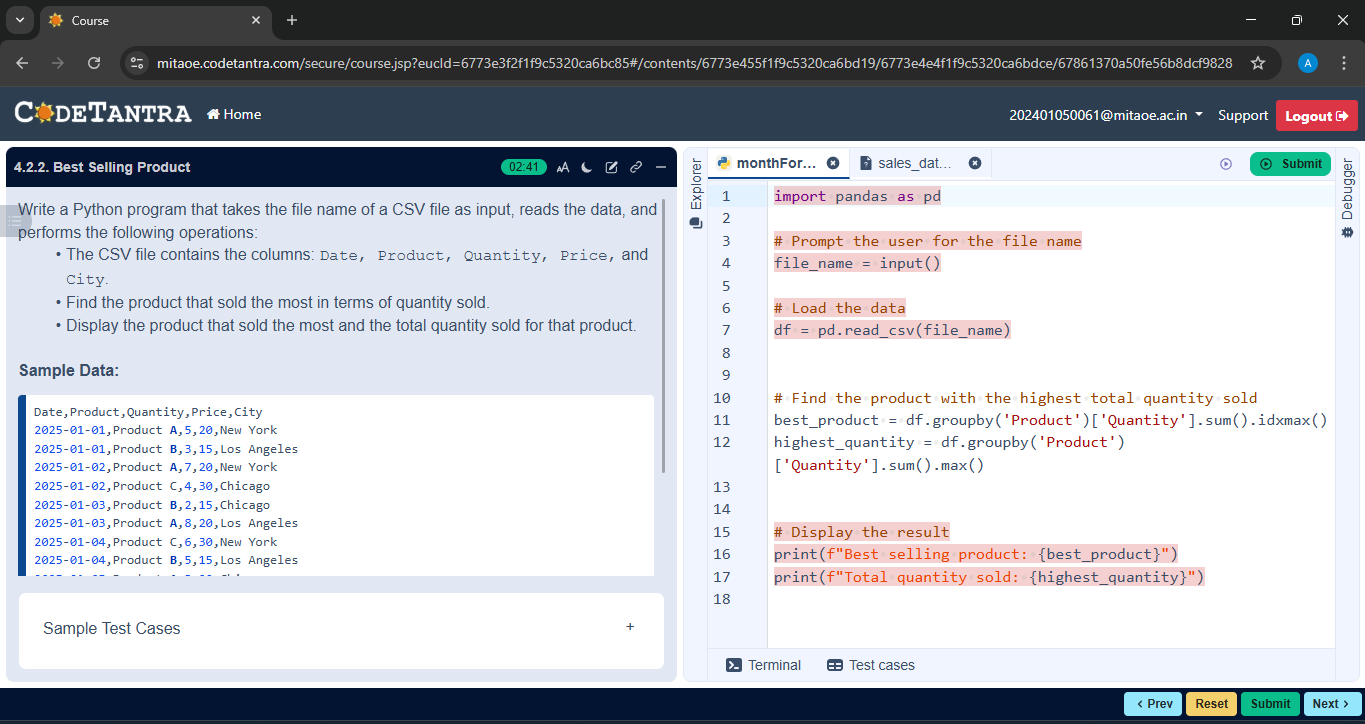 Course
mitaoe.codetantra.com/secure/course.jsp?eucId=6773e3f2f1f9c5320ca6bc85#/contents/6773e455f1f9c5320ca6bd19/6773e4e4f1f9c5320ca6bdce/67861370a50fe56b8dcf9828
A
CODETANTRA
Home
202401050061@mitaoe.ac.in
Support
Logout
4.2.2. Best Selling Product
02:41
AA
Write a Python program that takes the file name of a CSV file as input, reads the data, and
performs the following operations:
• The CSV file contains the columns: Date, Product, Quantity, Price, and
City.
• Find the product that sold the most in terms of quantity sold.
• Display the product that sold the most and the total quantity sold for that product.
Sample Data:
Date,Product,Quantity,Price,City
2025-01-01,Product A,5,20,New York
2025-01-01,Product B,3,15,Los Angeles
2025-01-02,Product A,7,20,New York
2025-01-02,Product C,4,30,Chicago
2025-01-03,Product B,2,15,Chicago
2025-01-03,Product A,8,20,Los Angeles
2025-01-04,Product C,6,30,New York
2025-01-04,Product B,5,15,Los Angeles
Sample Test Cases
+
Explorer
monthFor...
sales_dat...
Submit
Debugger
1 import pandas as pd
2
3 # Prompt the user for the file name
4 file_name = input()
5
6 # Load the data
7 df = pd.read_csv(file_name)
8
9
10 # Find the product with the highest total quantity sold
11 best_product = df.groupby('Product')['Quantity'].sum().idxmax()
12 highest_quantity = df.groupby('Product')
['Quantity'].sum().max()
13
14
15 # Display the result
16 print(f"Best selling product: {best_product}")
17 print(f"Total quantity sold: {highest_quantity}")
18
Terminal
Test cases
< Prev
Reset
Submit
Next >